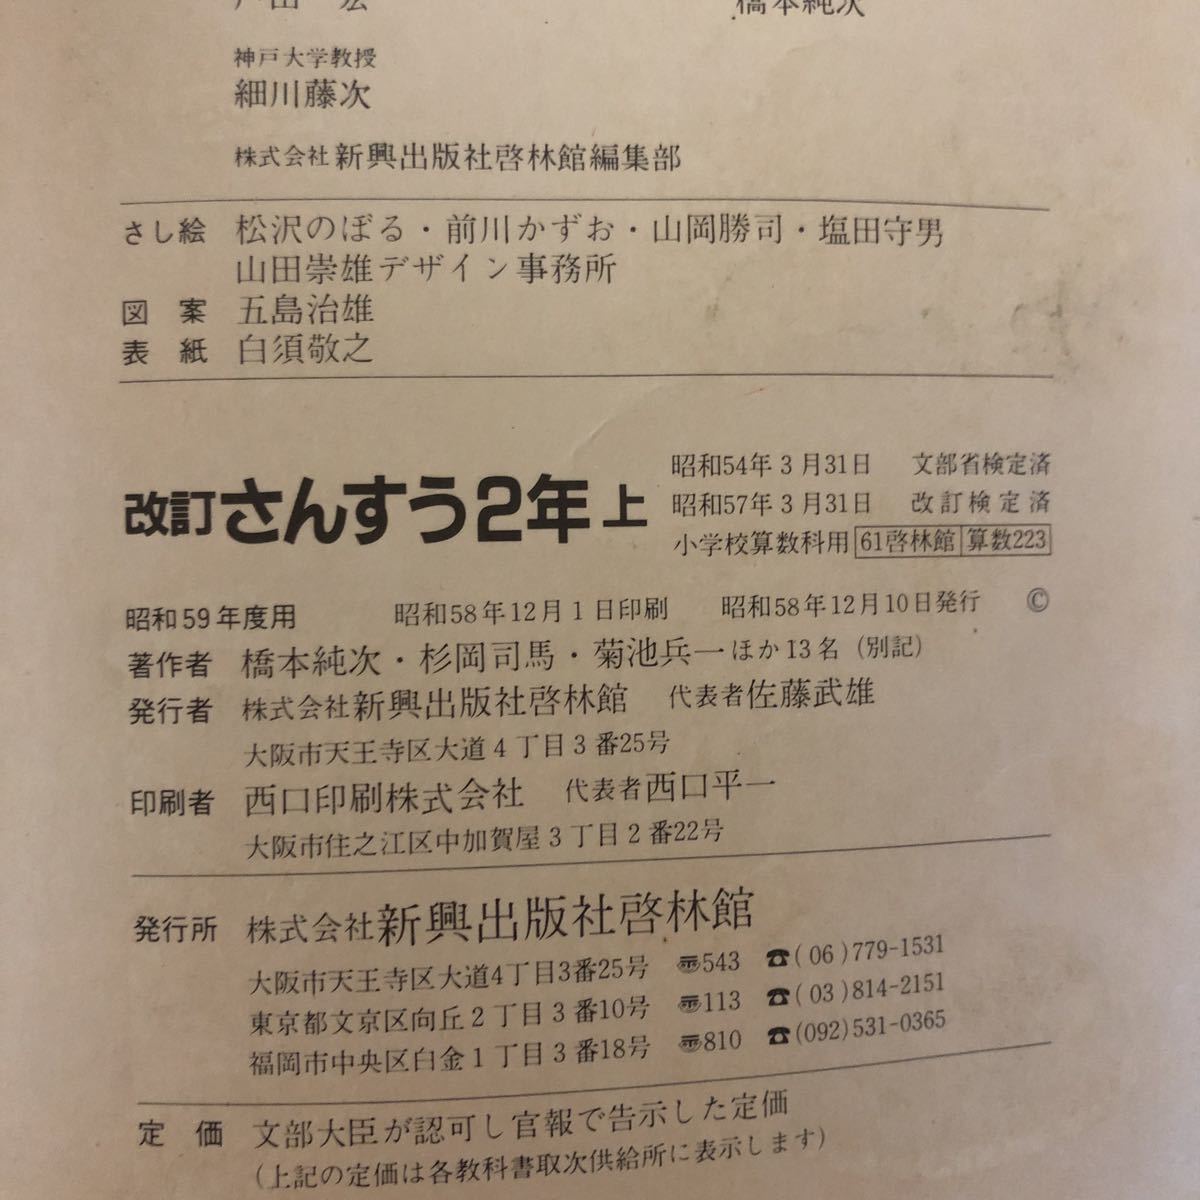 戸田　宏　橋本純次
神戸大学教授
細川藤次
株式会社 新興出版社啓林館編集部
さし絵 松沢のぼる・前川かずお・山岡勝司・塩田守男
山田崇雄デザイン事務所
図　案 五島治雄
表　紙 白須敬之
改訂 さんすう2年 上
昭和54年3月31日　文部省検定済
昭和57年3月31日　改訂検定済
小学校算数科用 61啓林館 算数223
昭和59年度用　昭和58年12月1日印刷　昭和58年12月10日発行　©
著作者 橋本純次・杉岡司馬・菊池兵一ほか13名（別記）
発行者 株式会社新興出版社啓林館　代表者佐藤武雄
大阪市天王寺区大道4丁目3番25号
印刷者 西口印刷株式会社　代表者西口平一
大阪市住之江区中加賀屋3丁目2番22号
発行所 株式会社新興出版社啓林館
大阪市天王寺区大道4丁目3番25号　〠543　☎(06)779-1531
東京都文京区向丘2丁目3番10号　〠113　☎(03)814-2151
福岡市中央区白金1丁目3番18号　〠810　☎(092)531-0365
定　価 文部大臣が認可し官報で告示した定価
（上記の定価は各教科書取次供給所に表示します）